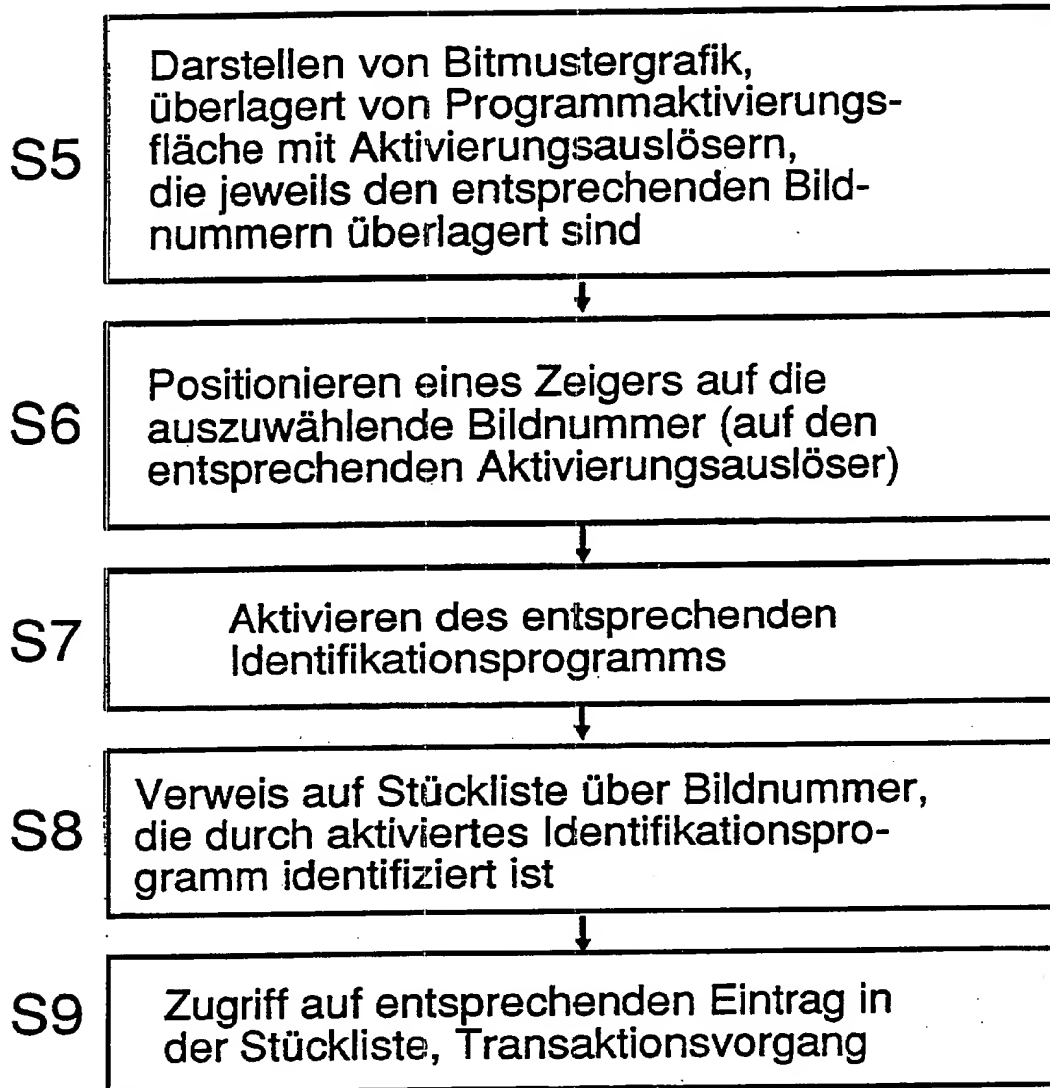 S5
Darstellen von Bitmustergrafik,
überlagert von Programmaktivierungs-
fläche mit Aktivierungsauslösern,
die jeweils den entsprechenden Bild-
nummern überlagert sind
S6
Positionieren eines Zeigers auf die
auszuwählende Bildnummer (auf den
entsprechenden Aktivierungsauslöser)
S7
Aktivieren des entsprechenden
Identifikationsprogramms
S8
Verweis auf Stückliste über Bildnummer,
die durch aktiviertes Identifikationspro-
gramm identifiziert ist
S9
Zugriff auf entsprechenden Eintrag in
der Stückliste, Transaktionsvorgang